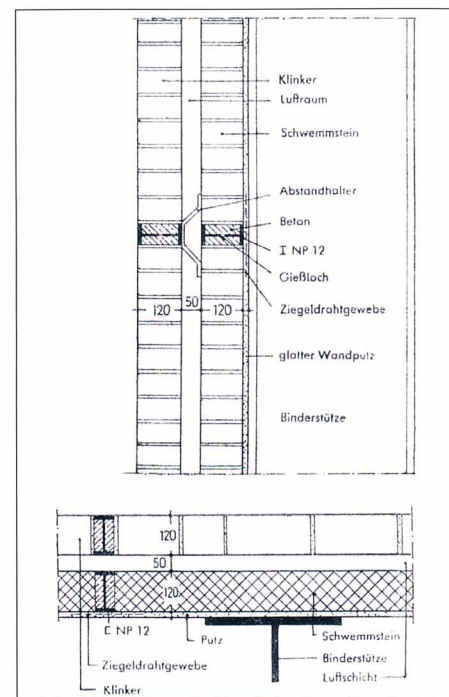 Klinker
Luftraum
Schwemmstein
Abstandhalter
Beton
I NP 12
Gießloch
Ziegeldrahtgewebe
120 50 120
glatter Wandputz
Binderstütze
120
50
120
E NP 12
Putz
Schwemmstein
Ziegeldrahtgewebe
Binderstütze
Klinker
Luftschicht